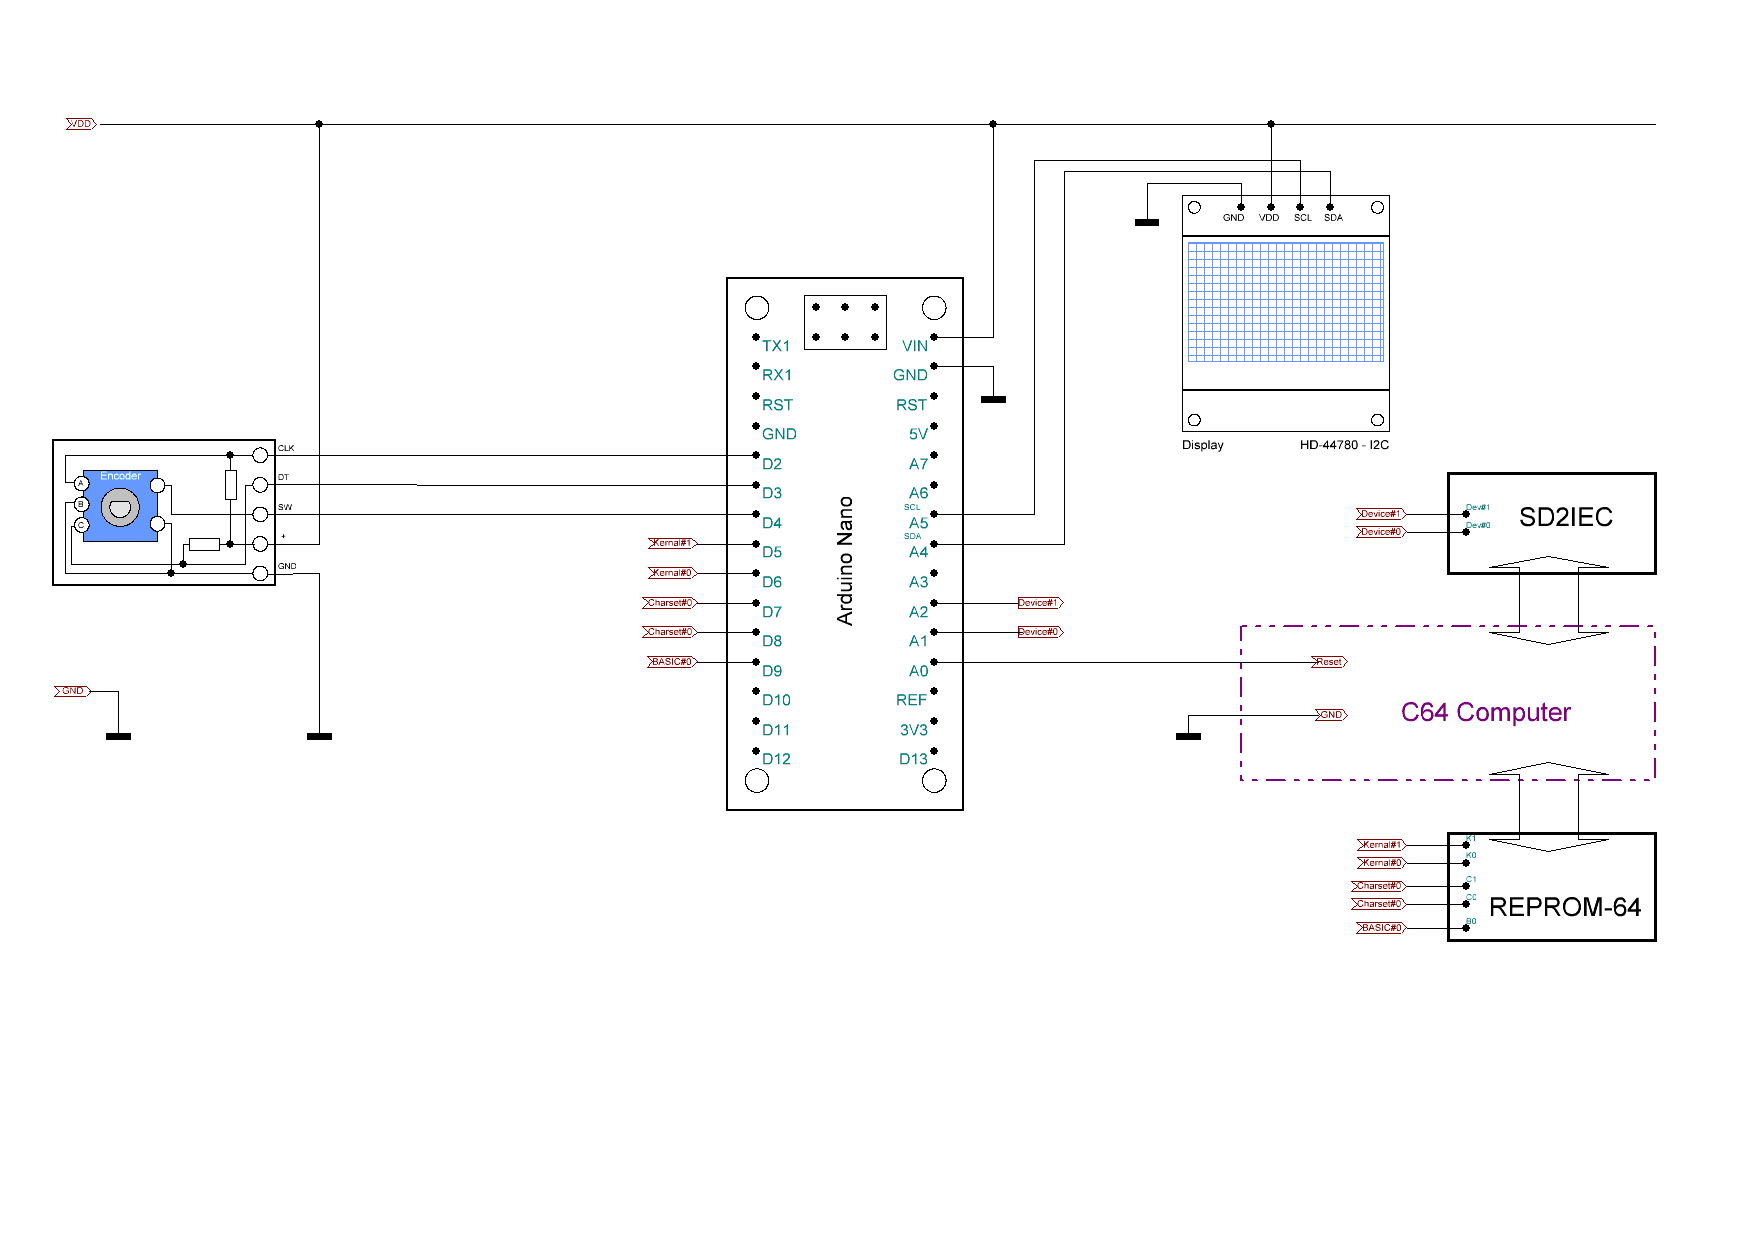 VDD
GND VDD SCL SDA
Display HD-44780 - I2C
TX1 VIN
RX1 GND
RST RST
GND 5V
D2 A7
D3 A6
SCL
D4 A5
SDA
D5 A4
D6 A3
D7 A2
D8 A1
D9 A0
D10 REF
D11 3V3
D12 D13
Arduino Nano
CLK
DT
SW
+
GND
Encoder
A
B
C
Kernal#1
Kernal#0
Charset#0
Charset#0
BASIC#0
GND
Device#1
Device#0
Device#1 Dev#1
Device#0 Dev#0
SD2IEC
Reset
GND
C64 Computer
Kernal#1 K1
Kernal#0 K0
Charset#0 C1
Charset#0 C0
BASIC#0 B0
REPROM-64